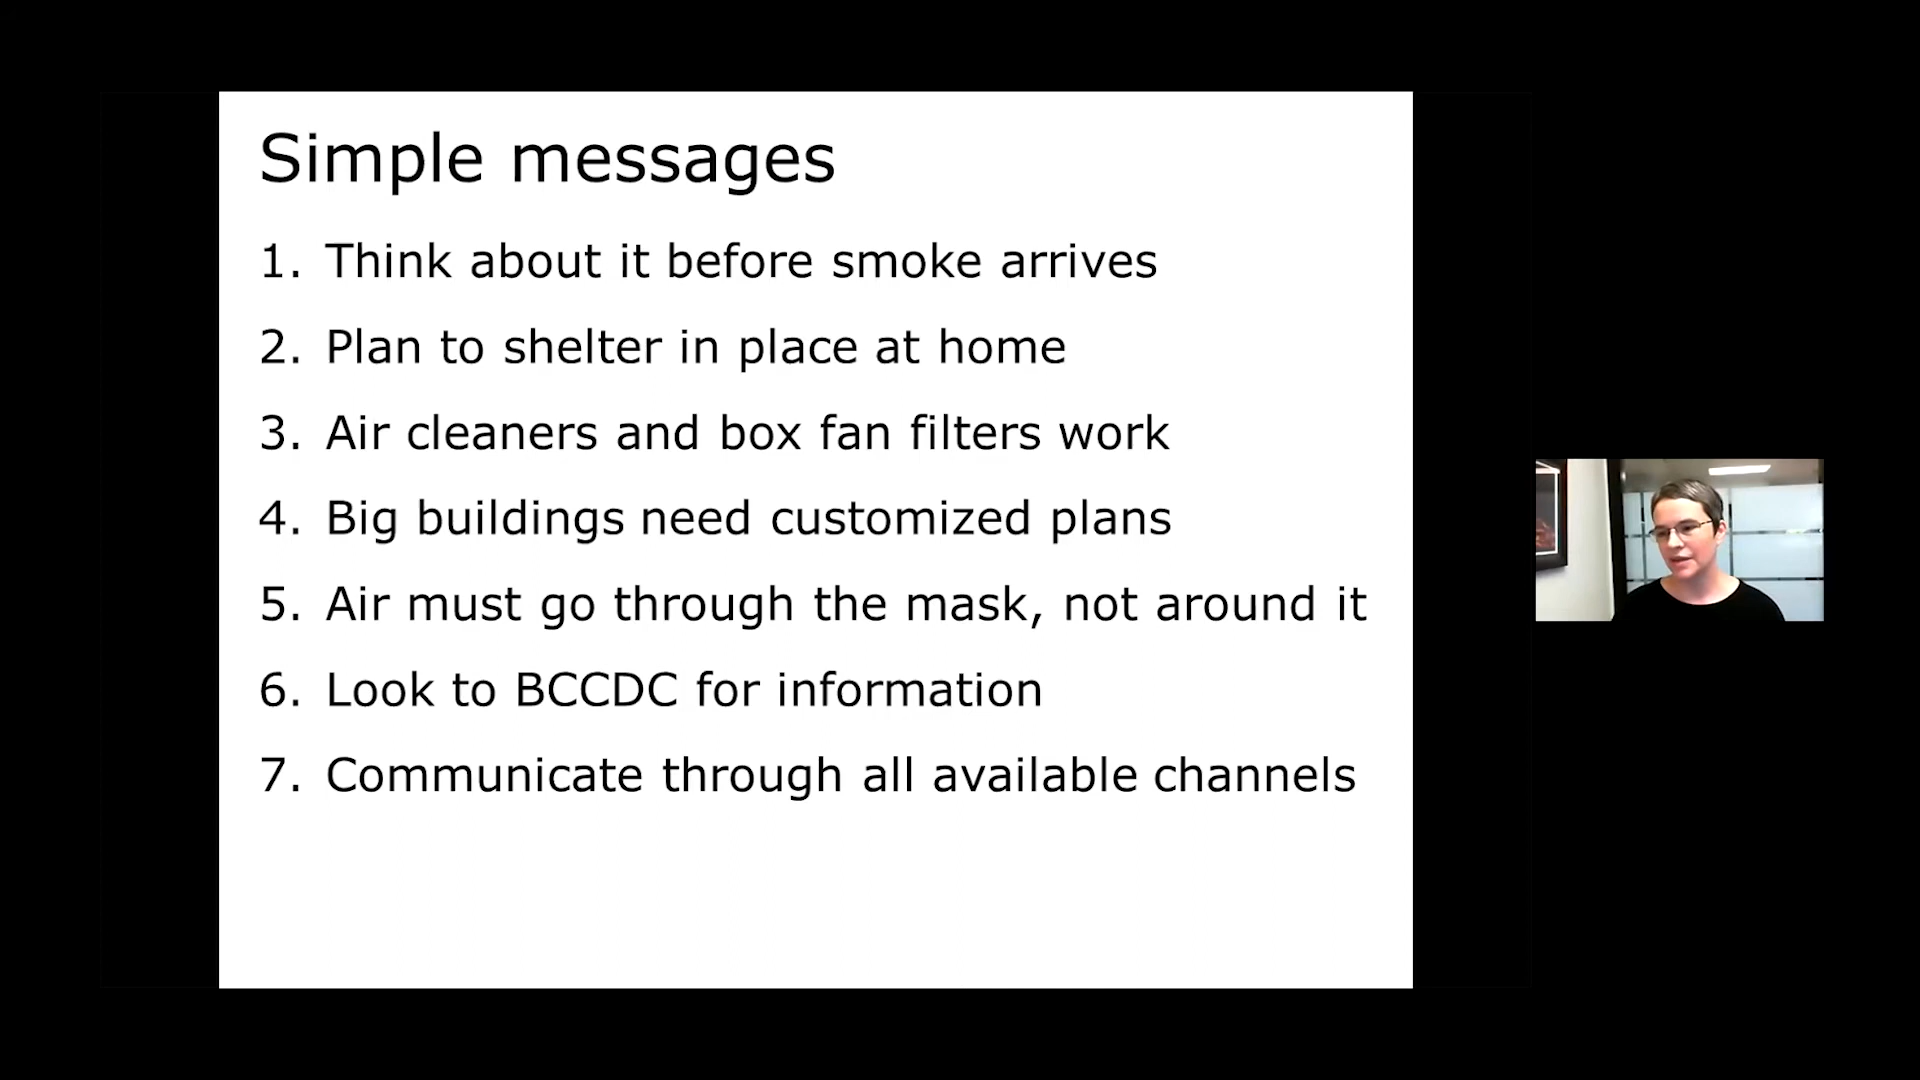 Simple messages
1. Think about it before smoke arrives
2. Plan to shelter in place at home
3. Air cleaners and box fan filters work
4. Big buildings need customized plans
5. Air must go through the mask, not around it
6. Look to BCCDC for information
7. Communicate through all available channels